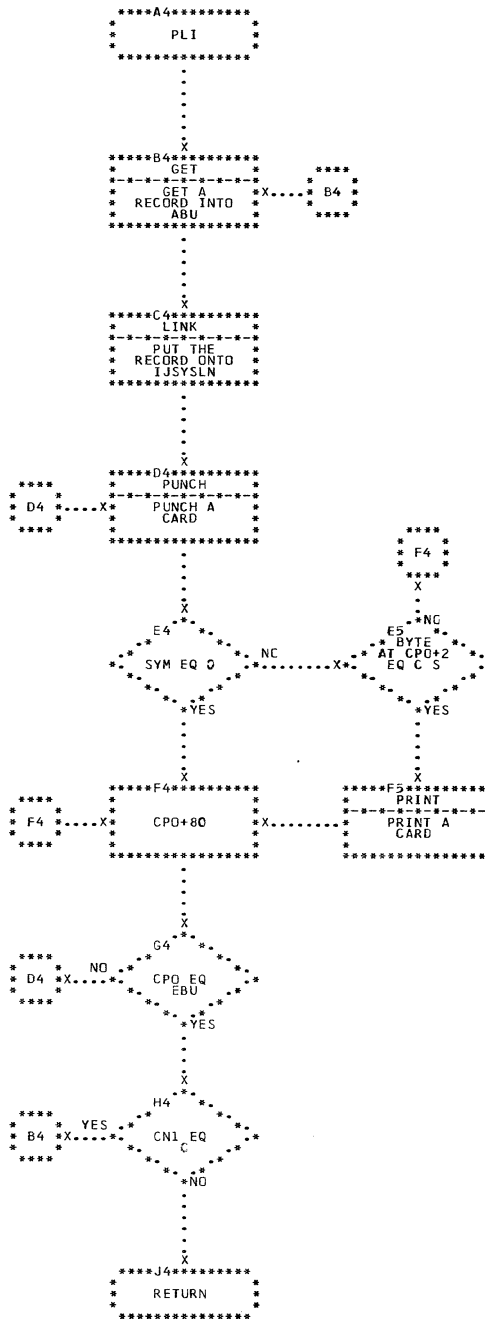 A4
PLI
B4
GET
GET A
RECORD INTO
ABU
B4
C4
LINK
PUT THE
RECORD ONTO
IJSYSLN
D4
PUNCH
PUNCH A
CARD
D4
F4
E4
SYM EQ 0
NO
YES
E5
NO
BYTE
AT CPO+2
EQ C S
YES
F4
F4
CPO+80
F5
PRINT
PRINT A
CARD
G4
CPO EQ
EBU
NO
D4
YES
H4
CN1 EQ
C
YES
B4
NO
J4
RETURN